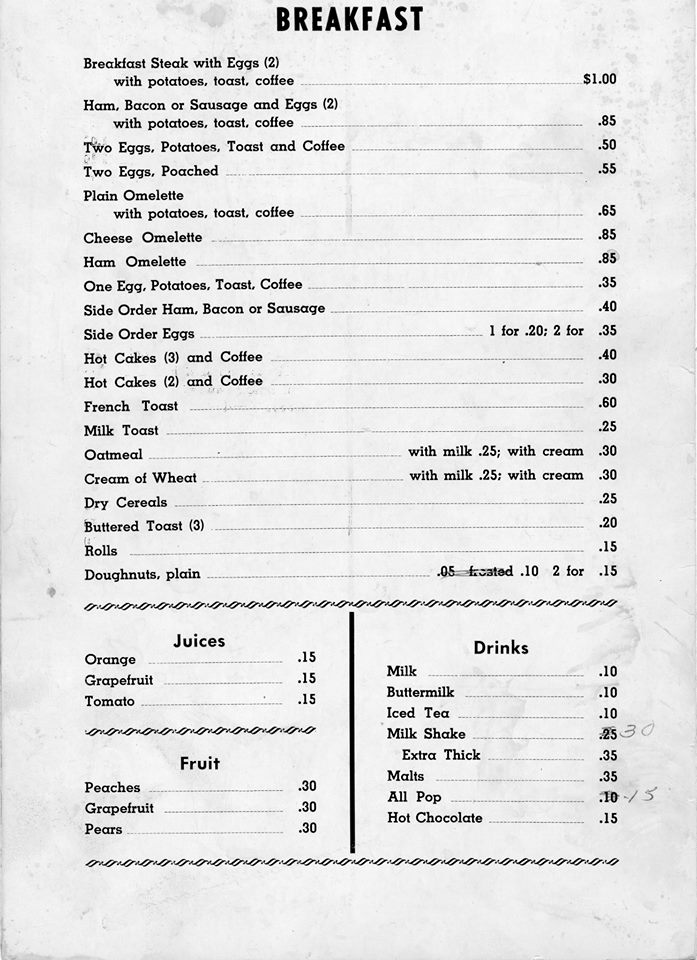 BREAKFAST
Breakfast Steak with Eggs (2)
with potatoes, toast, coffee $1.00
Ham, Bacon or Sausage and Eggs (2)
with potatoes, toast, coffee .85
Two Eggs, Potatoes, Toast and Coffee .50
Two Eggs, Poached .55
Plain Omelette
with potatoes, toast, coffee .65
Cheese Omelette .85
Ham Omelette .85
One Egg, Potatoes, Toast, Coffee .35
Side Order Ham, Bacon or Sausage .40
Side Order Eggs 1 for .20; 2 for .35
Hot Cakes (3) and Coffee .40
Hot Cakes (2) and Coffee .30
French Toast .60
Milk Toast .25
Oatmeal with milk .25; with cream .30
Cream of Wheat with milk .25; with cream .30
Dry Cereals .25
Buttered Toast (3) .20
Rolls .15
Doughnuts, plain .05 frosted .10 2 for .15
Juices
Orange .15
Grapefruit .15
Tomato .15
Fruit
Peaches .30
Grapefruit .30
Pears .30
Drinks
Milk .10
Buttermilk .10
Iced Tea .10
Milk Shake .25 30
Extra Thick .35
Malts .35
All Pop .10 .15
Hot Chocolate .15